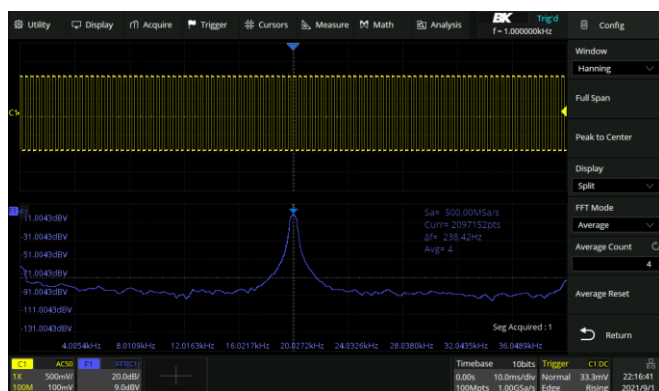 Utility Display Acquire Trigger Cursors Measure Math Analysis BK Trig'd Config
f = 1.000000kHz
Window
Hanning
Full Span
C1
Peak to Center
Display
Split
FFT Mode
F1
-11.0043dBV
Sa= 500.00MSa/s
Average
-31.0043dBV
Curr= 2097152pts
Δf= 238.42Hz
Average Count
-51.0043dBV
Avg= 4
4
-71.0043dBV
-91.0043dBV
Average Reset
-111.0043dBV
-131.0043dBV
Seg Acquired : 1
Return
4.0054kHz 8.0109kHz 12.0163kHz 16.0217kHz 20.0272kHz 24.0326kHz 28.0380kHz 32.0435kHz 36.0489kHz
C1 AC50 F1 FFT(C1) Timebase 10bits Trigger C1 DC
1X 500mV/ 20.0dB/ 0.00s 10.0ms/div Normal 33.3mV 22:16:41
100M 100mV 9.0dBV 100Mpts 1.00GSa/s Edge Rising 2021/9/1